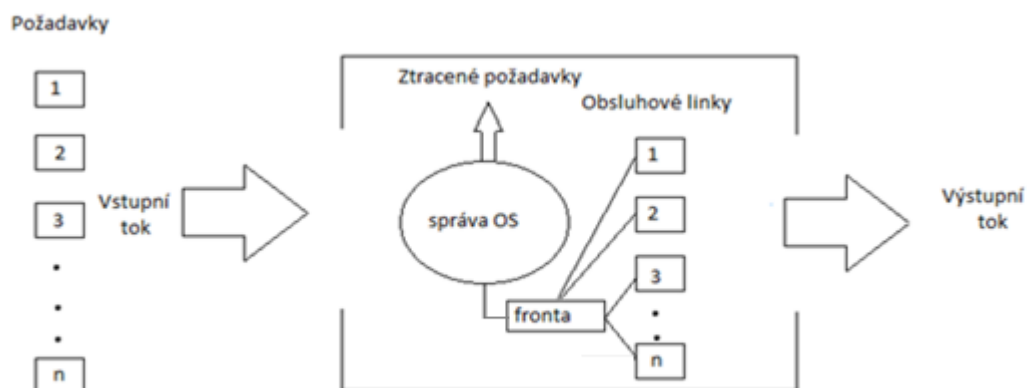 Požadavky
1
2
3
n
Vstupní
tok
Ztracené požadavky
správa OS
fronta
Obsluhové linky
1
2
3
n
Výstupní
tok